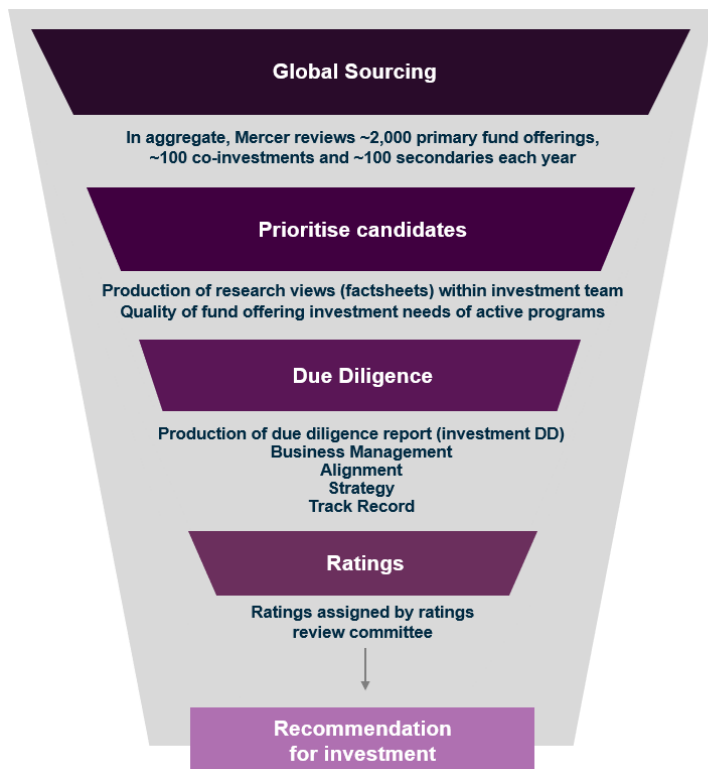 Global Sourcing
In aggregate, Mercer reviews ~2,000 primary fund offerings,
~100 co-investments and ~100 secondaries each year
Prioritise candidates
Production of research views (factsheets) within investment team
Quality of fund offering investment needs of active programs
Due Diligence
Production of due diligence report (investment DD)
Business Management
Alignment
Strategy
Track Record
Ratings
Ratings assigned by ratings
review committee
Recommendation
for investment